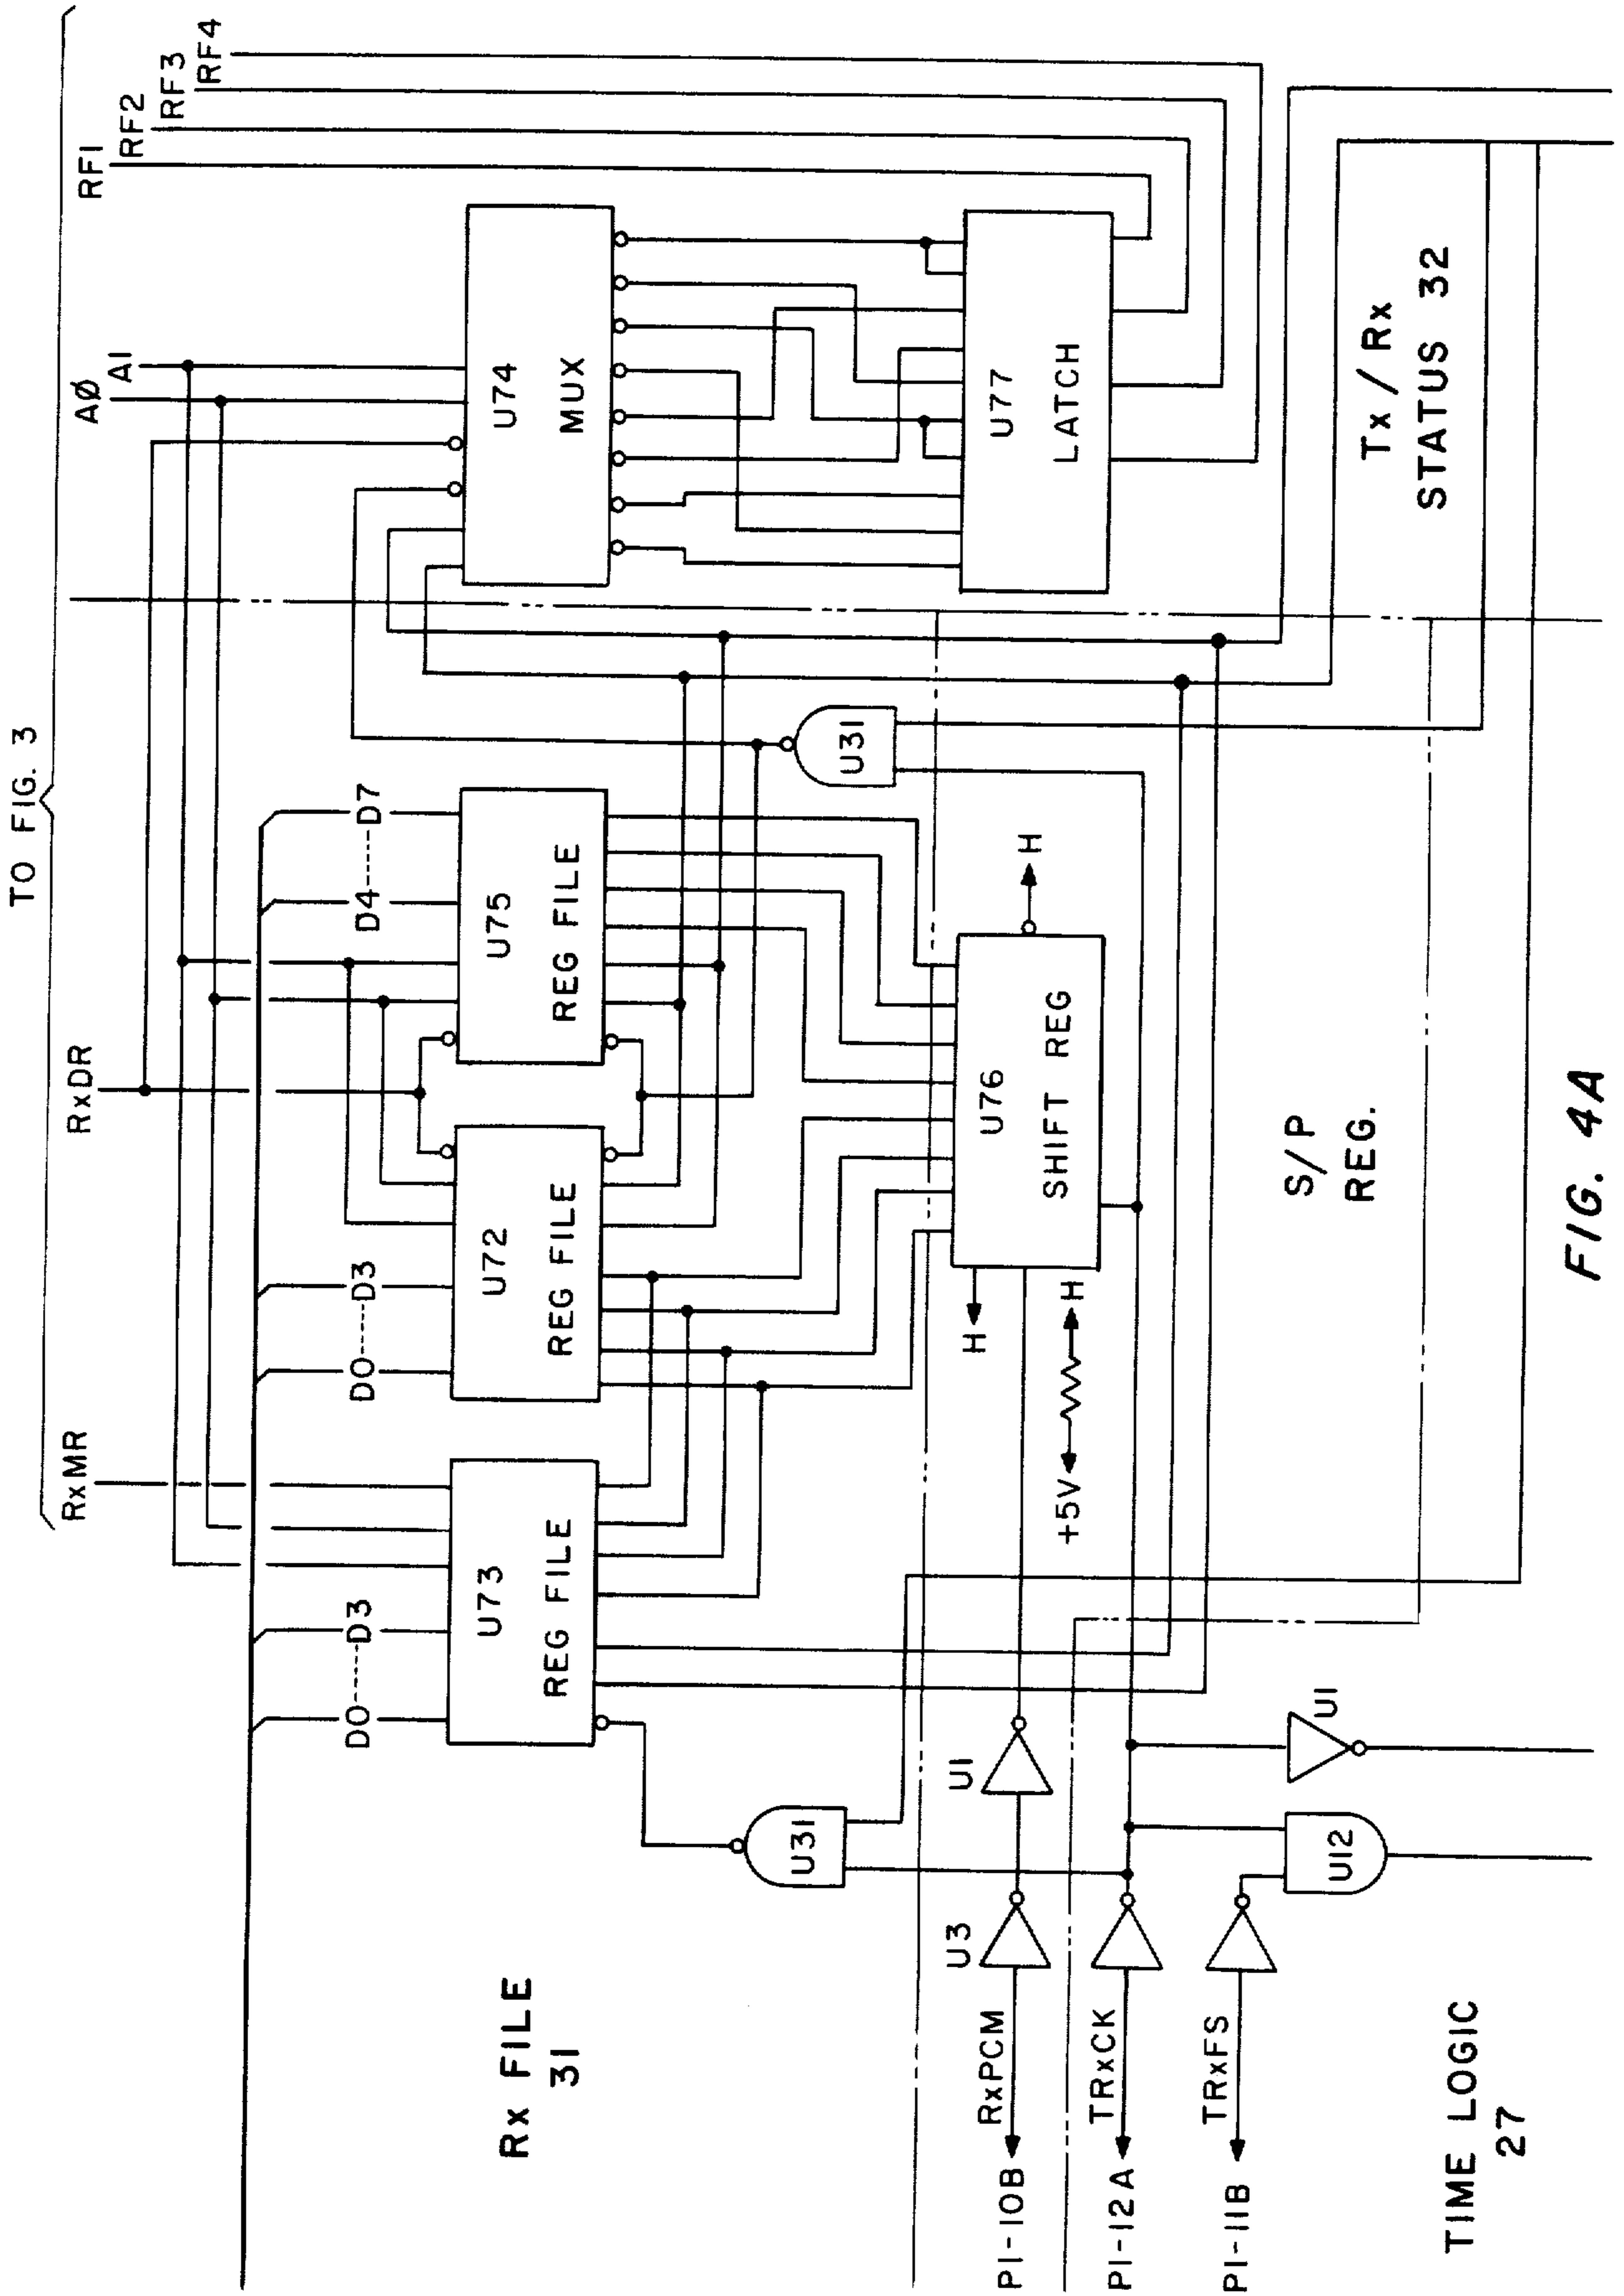 TO FIG. 3
RxMR
RxDR
AØ
A1
RF1
RF2
RF3
RF4
D0-----D3
D0-----D3
D4-----D7
U73
REG FILE
U72
REG FILE
U75
REG FILE
U74
MUX
Rx FILE
31
U31
U31
U77
LATCH
U76
SHIFT REG
H
H
+5V
H
P1-10B
RxPCM
U3
U1
P1-12A
TRxCK
P1-11B
TRxFS
U12
U1
S/P
REG.
Tx/Rx
STATUS 32
TIME LOGIC
27
FIG. 4A